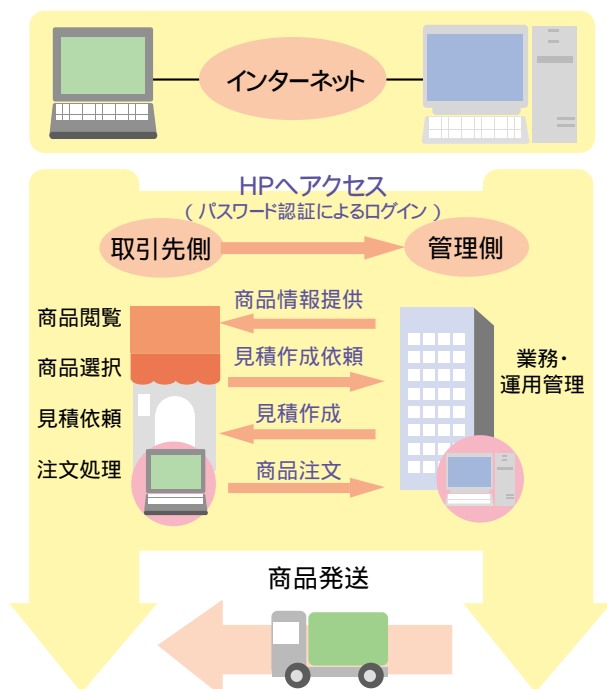 インターネット
HPへアクセス
(パスワード認証によるログイン)
取引先側
管理側
商品情報提供
商品閲覧
商品選択
見積依頼
注文処理
見積作成依頼
見積作成
商品注文
業務・
運用管理
商品発送